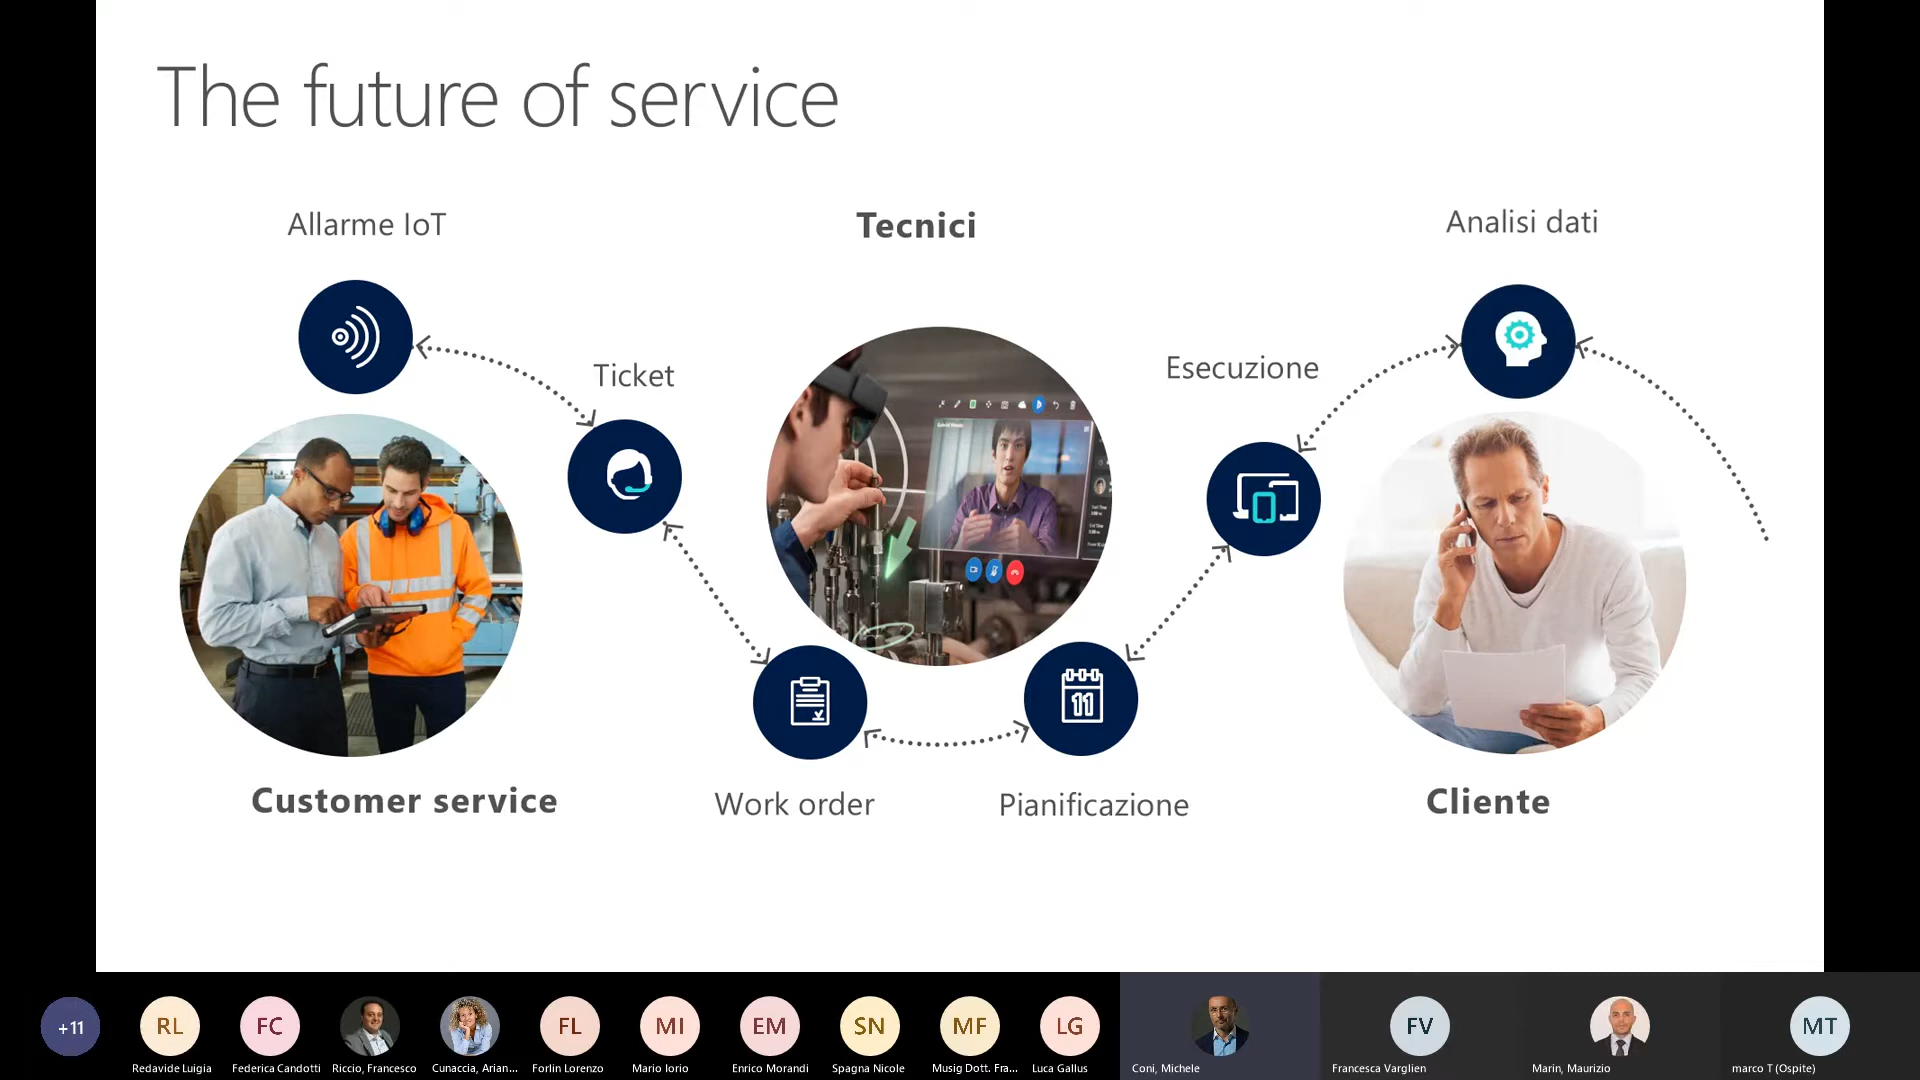 The future of service
Allarme IoT
Tecnici
Analisi dati
Ticket
Esecuzione
11
Customer service
Work order
Pianificazione
Cliente
+11
RL
FC
FL
MI
EM
SN
MF
LG
FV
MT
Redavide Luigia
Federica Candotti
Riccio, Francesco
Cunaccia, Arian...
Forlin Lorenzo
Mario Iorio
Enrico Morandi
Spagna Nicole
Musig Dott. Fra...
Luca Gallus
Coni, Michele
Francesca Varglien
Marin, Maurizio
marco T (Ospite)